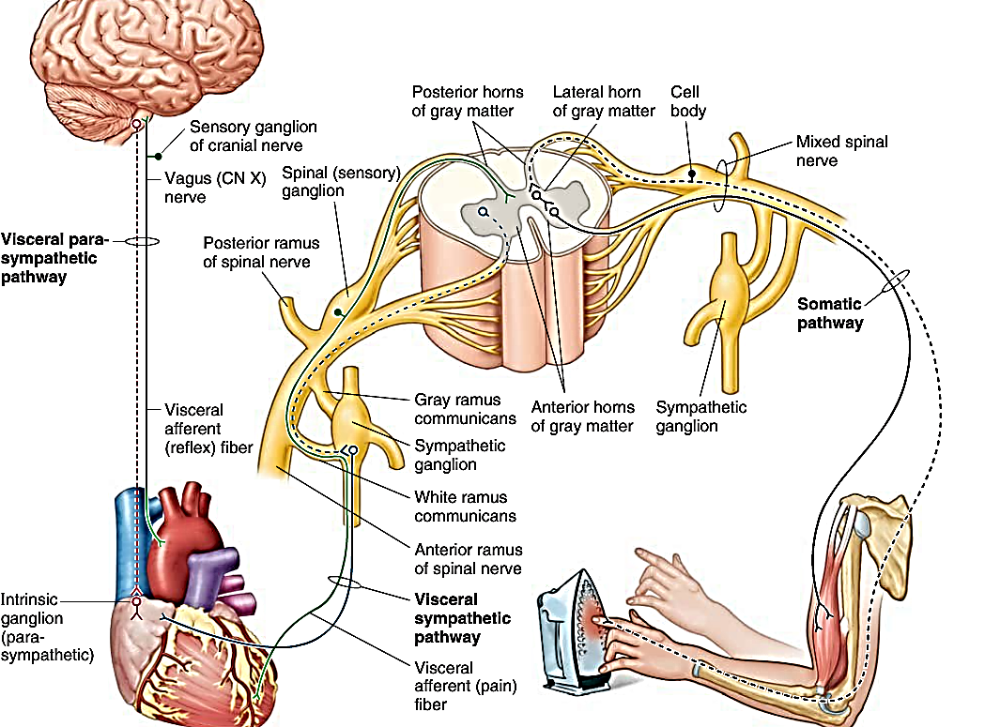 Posterior horns
of gray matter
Lateral horn
of gray matter
Cell
body
Sensory ganglion
of cranial nerve
Mixed spinal
nerve
Vagus (CN X)
nerve
Spinal (sensory)
ganglion
Visceral para-
sympathetic
pathway
Posterior ramus
of spinal nerve
Somatic
pathway
Visceral
afferent
(reflex) fiber
Gray ramus
communicans
Anterior horns
of gray matter
Sympathetic
ganglion
Sympathetic
ganglion
White ramus
communicans
Anterior ramus
of spinal nerve
Intrinsic
ganglion
(para-
sympathetic)
Visceral
sympathetic
pathway
Visceral
afferent (pain)
fiber